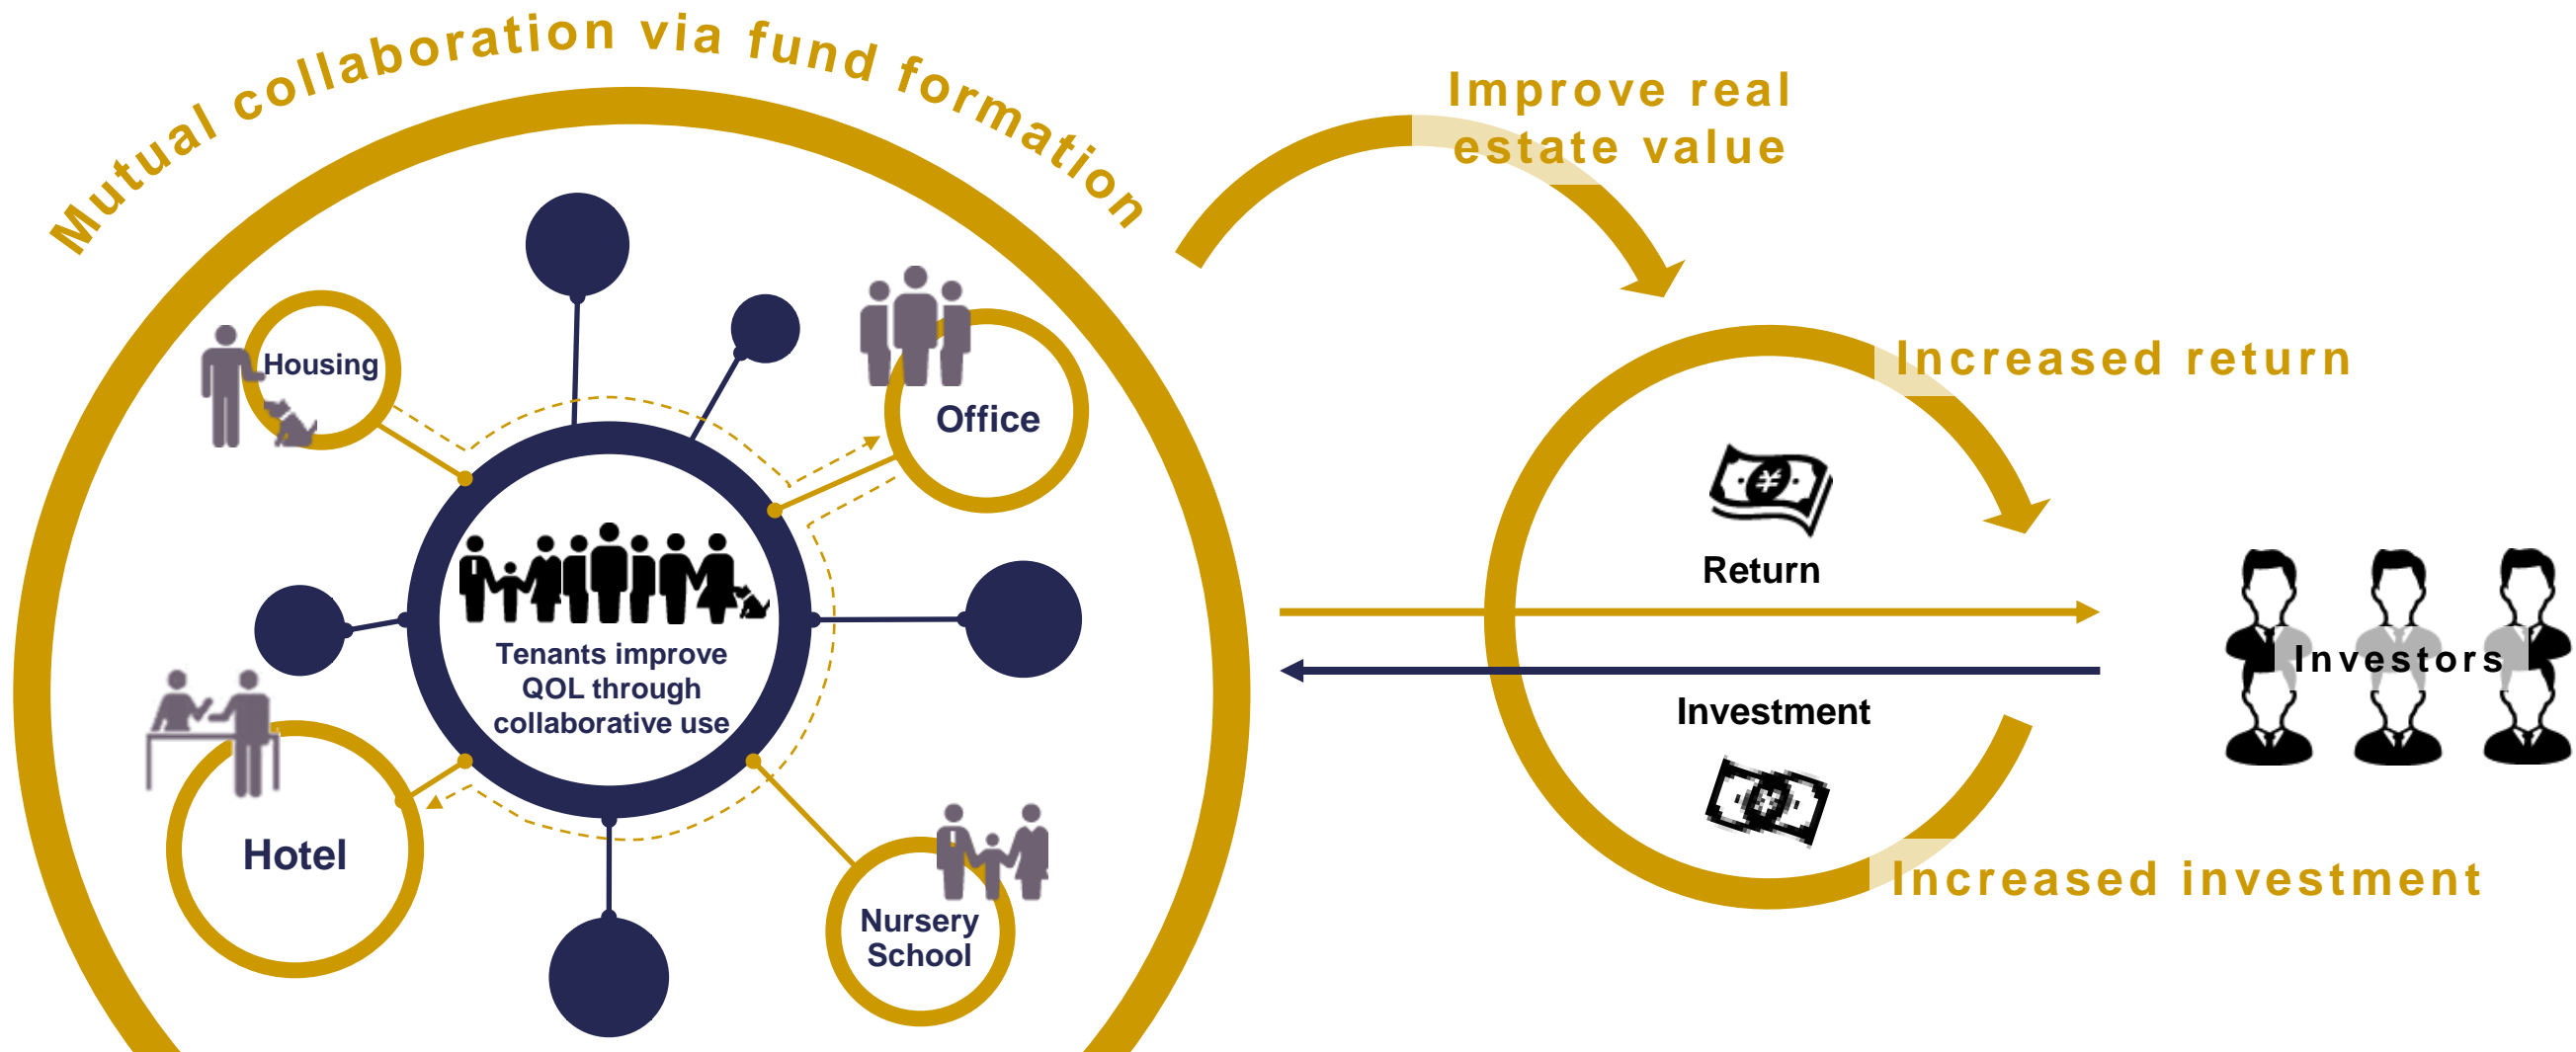 Mutual collaboration via fund formation
Improve real
estate value
Housing
Office
Increased return
¥
Return
Tenants improve
QOL through
collaborative use
Investors
Investment
¥
Hotel
Increased investment
Nursery
School